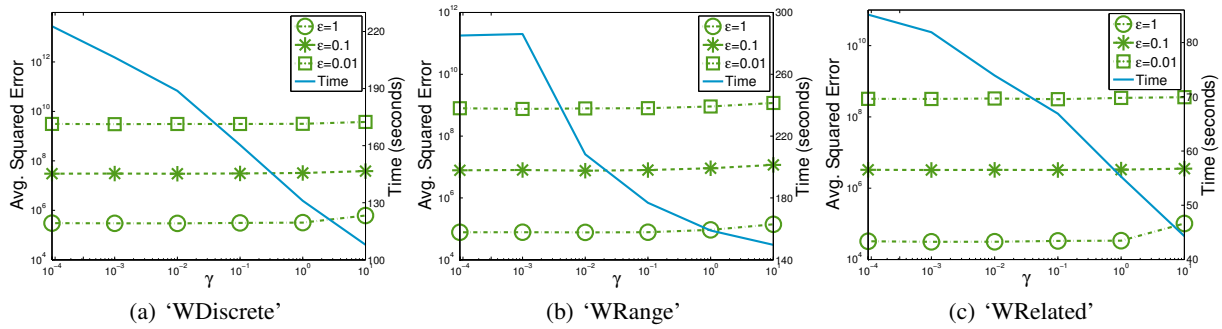 Avg. Squared Error
10^12
10^10
10^8
10^6
10^4
10^-4
10^-3
10^-2
10^-1
10^0
10^1
γ
220
190
160
130
100
Time (seconds)
ε=1
ε=0.1
ε=0.01
Time
(a) ‘WDiscrete’
Avg. Squared Error
10^12
10^10
10^8
10^6
10^4
10^-4
10^-3
10^-2
10^-1
10^0
10^1
γ
300
260
220
180
140
Time (seconds)
ε=1
ε=0.1
ε=0.01
Time
(b) ‘WRange’
Avg. Squared Error
10^10
10^8
10^6
10^4
10^-4
10^-3
10^-2
10^-1
10^0
10^1
γ
80
70
60
50
40
Time (seconds)
ε=1
ε=0.1
ε=0.01
Time
(c) ‘WRelated’